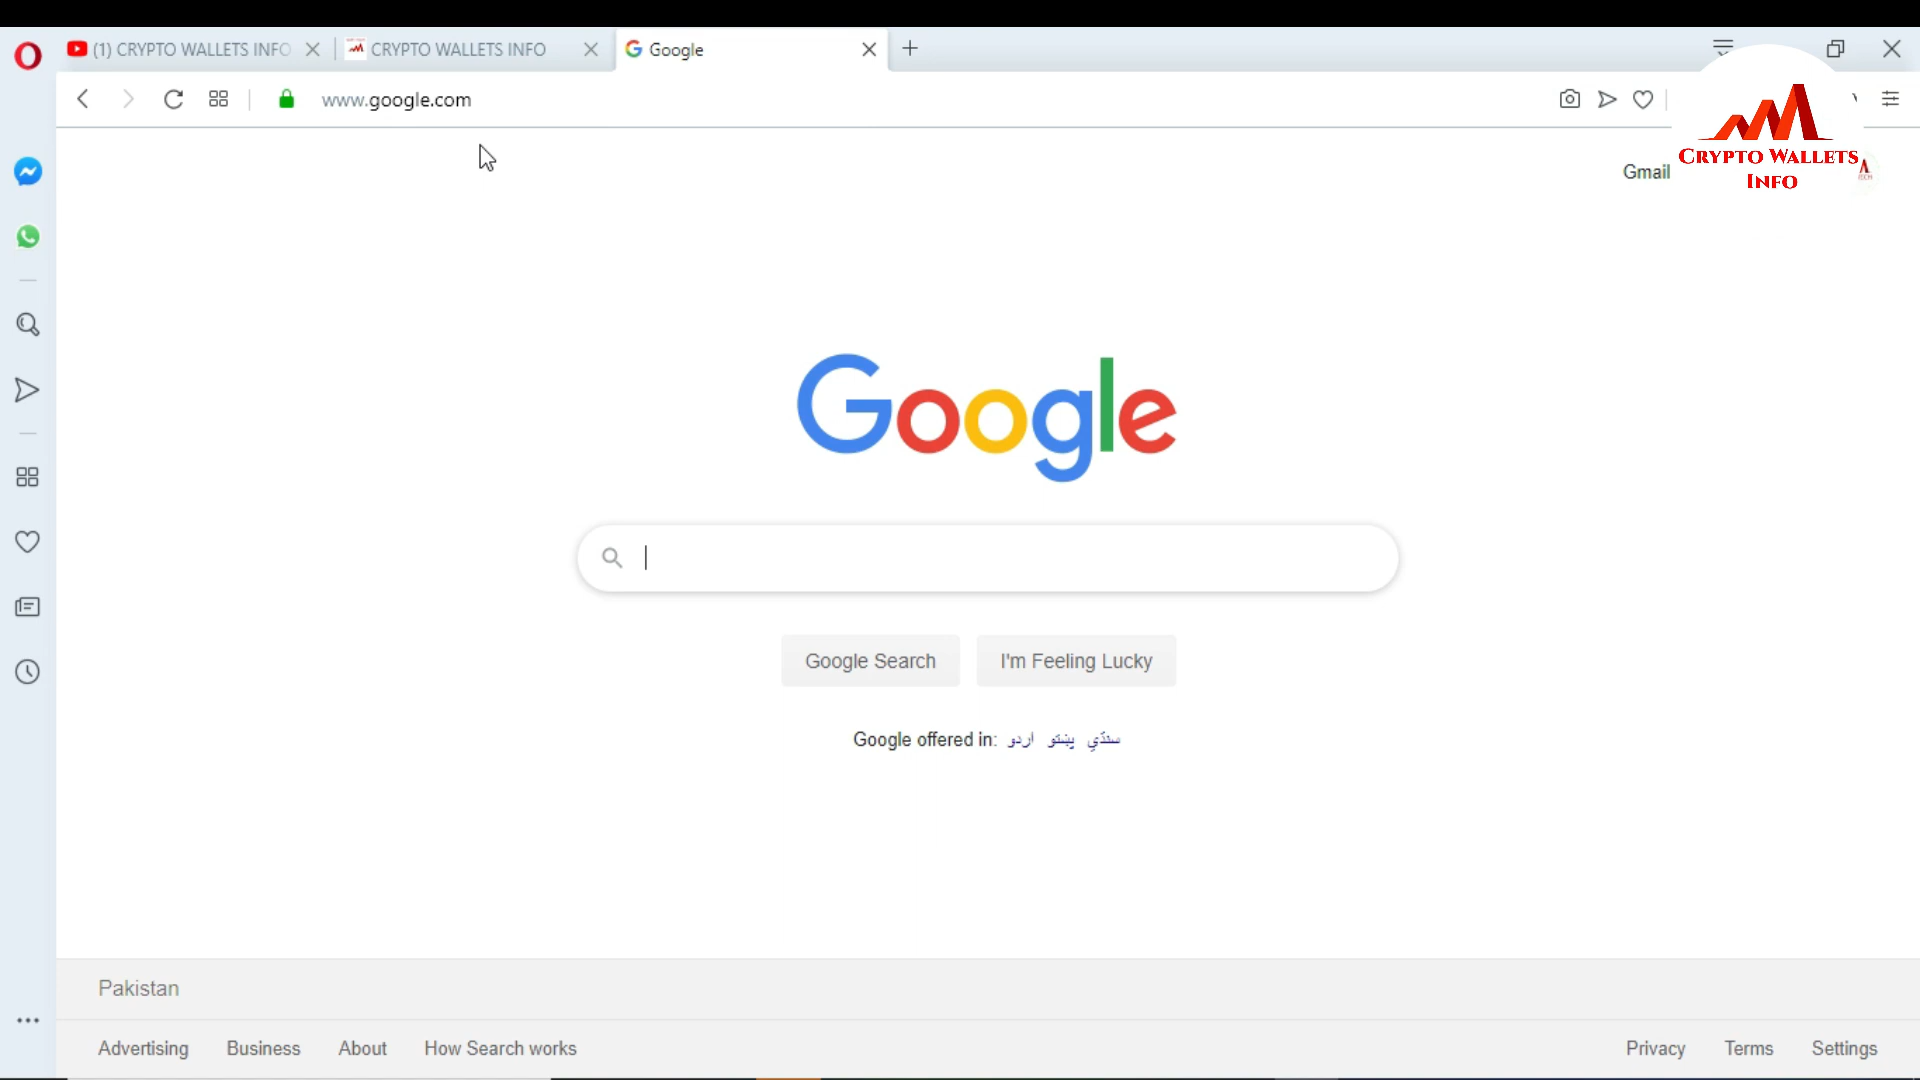 (1) CRYPTO WALLETS INFO
CRYPTO WALLETS INFO
Google
www.google.com
CRYPTO WALLETS
INFO
Gmail
Google
Google Search
I'm Feeling Lucky
Google offered in: اردو پښتو سنڌي
Pakistan
Advertising
Business
About
How Search works
Privacy
Terms
Settings